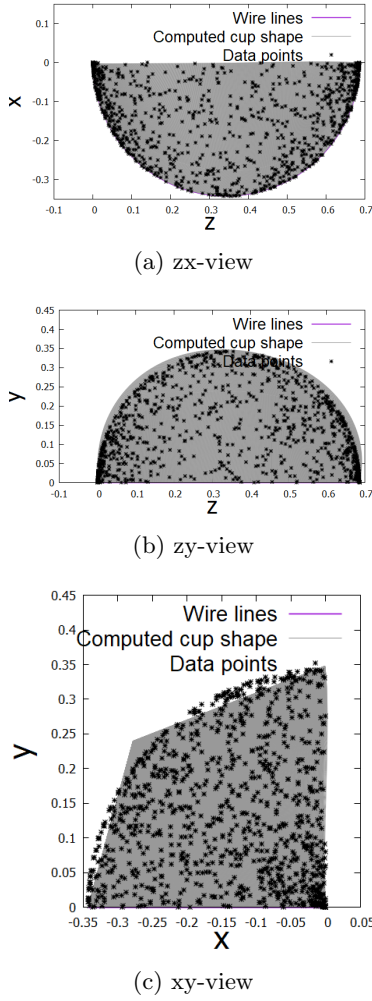 Wire lines
Computed cup shape
Data points
0.1
0
-0.1
-0.2
-0.3
x
-0.1 0 0.1 0.2 0.3 0.4 0.5 0.6 0.7
z
(a) zx-view
0.45
0.4
0.35
0.3
0.25
0.2
0.15
0.1
0.05
0
Wire lines
Computed cup shape
Data points
y
-0.1 0 0.1 0.2 0.3 0.4 0.5 0.6 0.7
z
(b) zy-view
0.45
0.4
0.35
0.3
0.25
0.2
0.15
0.1
0.05
0
Wire lines
Computed cup shape
Data points
y
-0.35 -0.3 -0.25 -0.2 -0.15 -0.1 -0.05 0 0.05
x
(c) xy-view